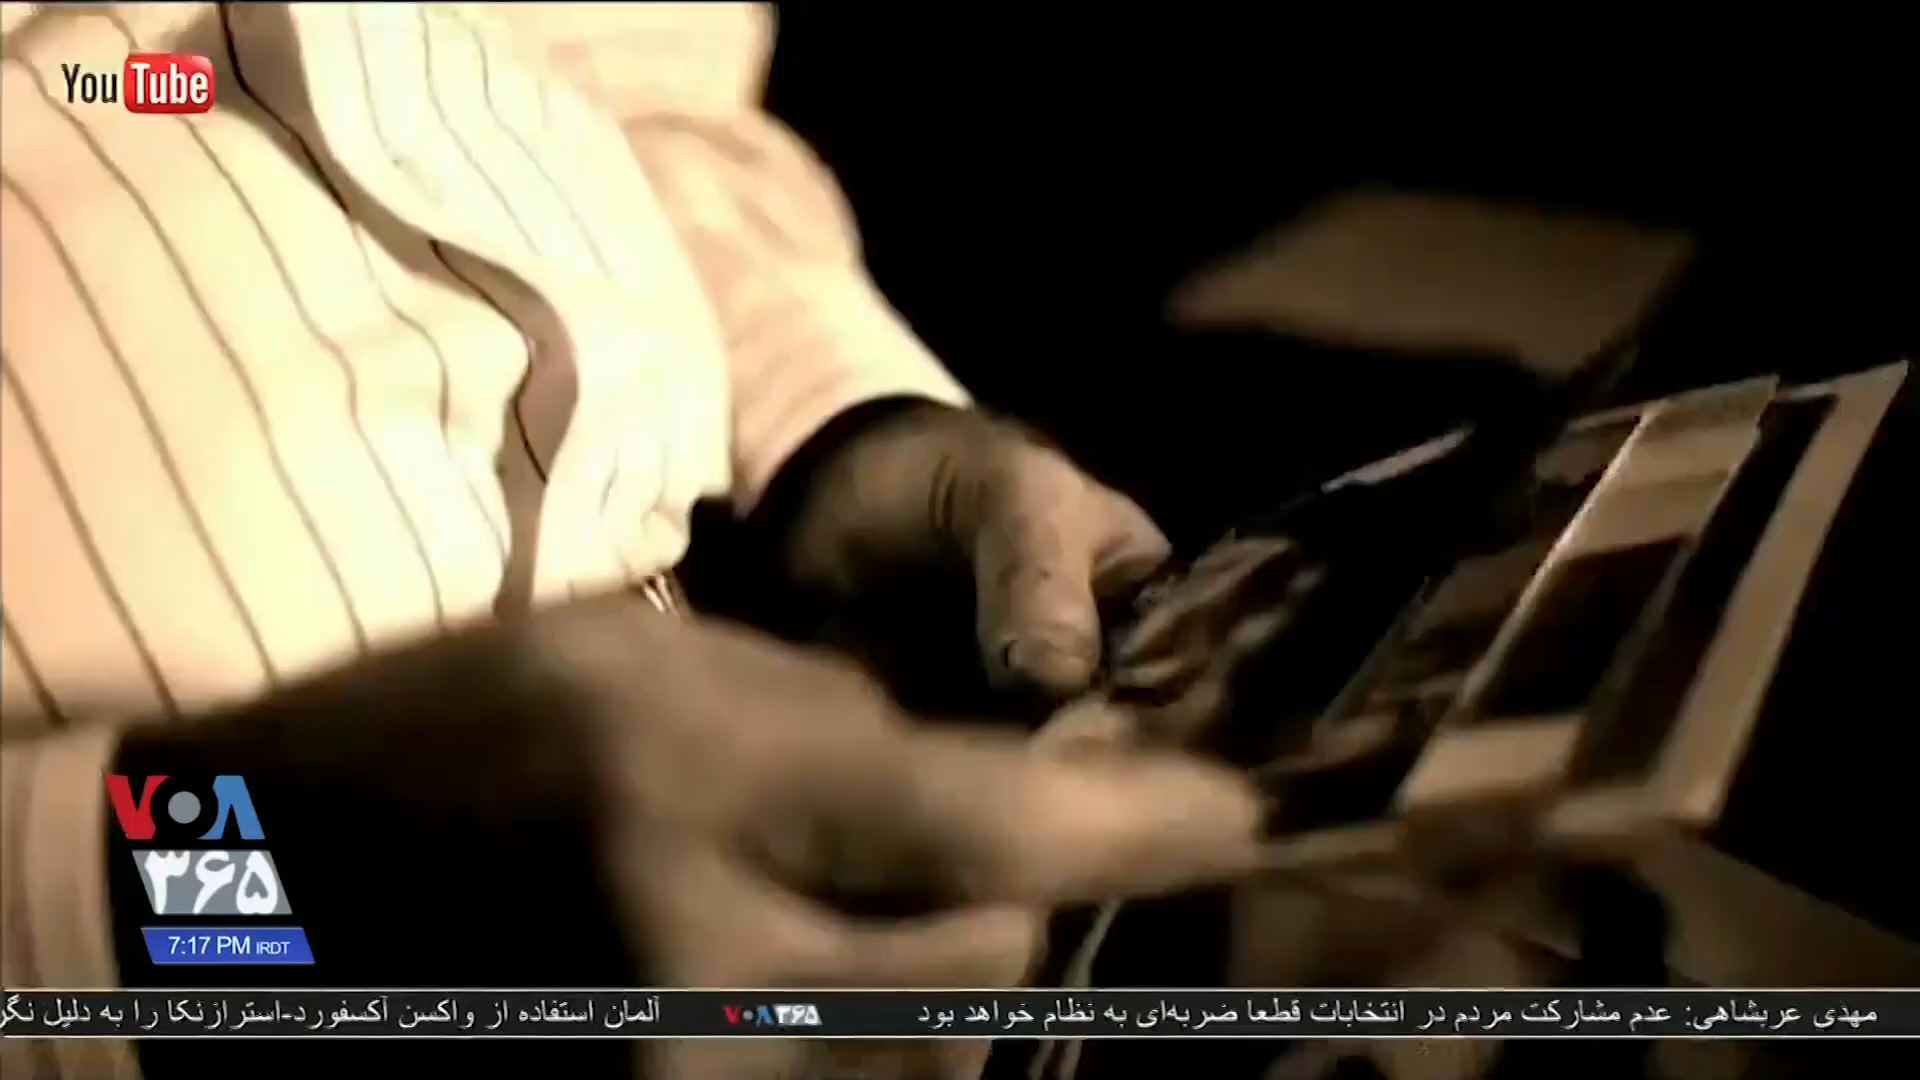 YouTube
VOA
۳۶۵
7:17 PM IRDT
مهدی عربشاهی: عدم مشارکت مردم در انتخابات قطعا ضربه‌ای به نظام خواهد بود VOA۳۶۵ آلمان استفاده از واکسن آکسفورد-استرازنکا را به دلیل